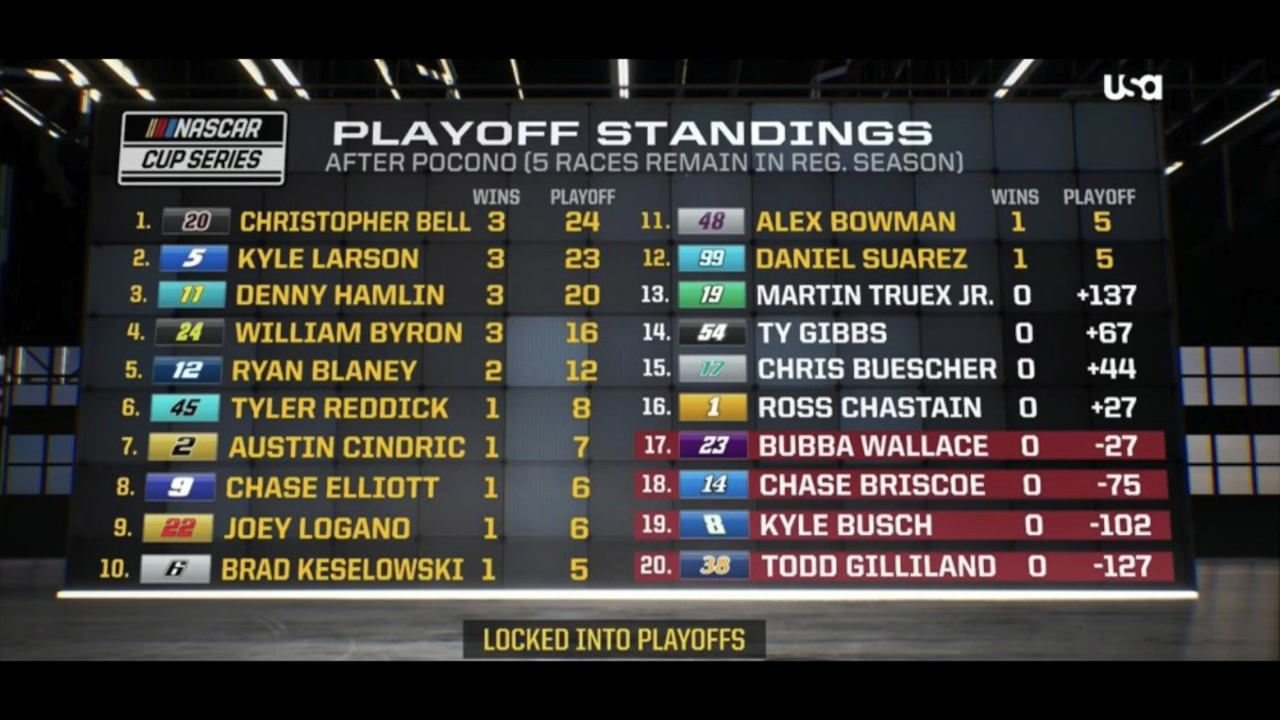 usa
NASCAR
CUP SERIES
PLAYOFF STANDINGS
AFTER POCONO (5 RACES REMAIN IN REG. SEASON)
WINS PLAYOFF
1. 20 CHRISTOPHER BELL 3 24
2. 5 KYLE LARSON 3 23
3. 11 DENNY HAMLIN 3 20
4. 24 WILLIAM BYRON 3 16
5. 12 RYAN BLANEY 2 12
6. 45 TYLER REDDICK 1 8
7. 2 AUSTIN CINDRIC 1 7
8. 9 CHASE ELLIOTT 1 6
9. 22 JOEY LOGANO 1 6
10. 6 BRAD KESELOWSKI 1 5
WINS PLAYOFF
11. 48 ALEX BOWMAN 1 5
12. 99 DANIEL SUAREZ 1 5
13. 19 MARTIN TRUEX JR. 0 +137
14. 54 TY GIBBS 0 +67
15. 17 CHRIS BUESCHER 0 +44
16. 1 ROSS CHASTAIN 0 +27
17. 23 BUBBA WALLACE 0 -27
18. 14 CHASE BRISCOE 0 -75
19. 8 KYLE BUSCH 0 -102
20. 38 TODD GILLILAND 0 -127
LOCKED INTO PLAYOFFS